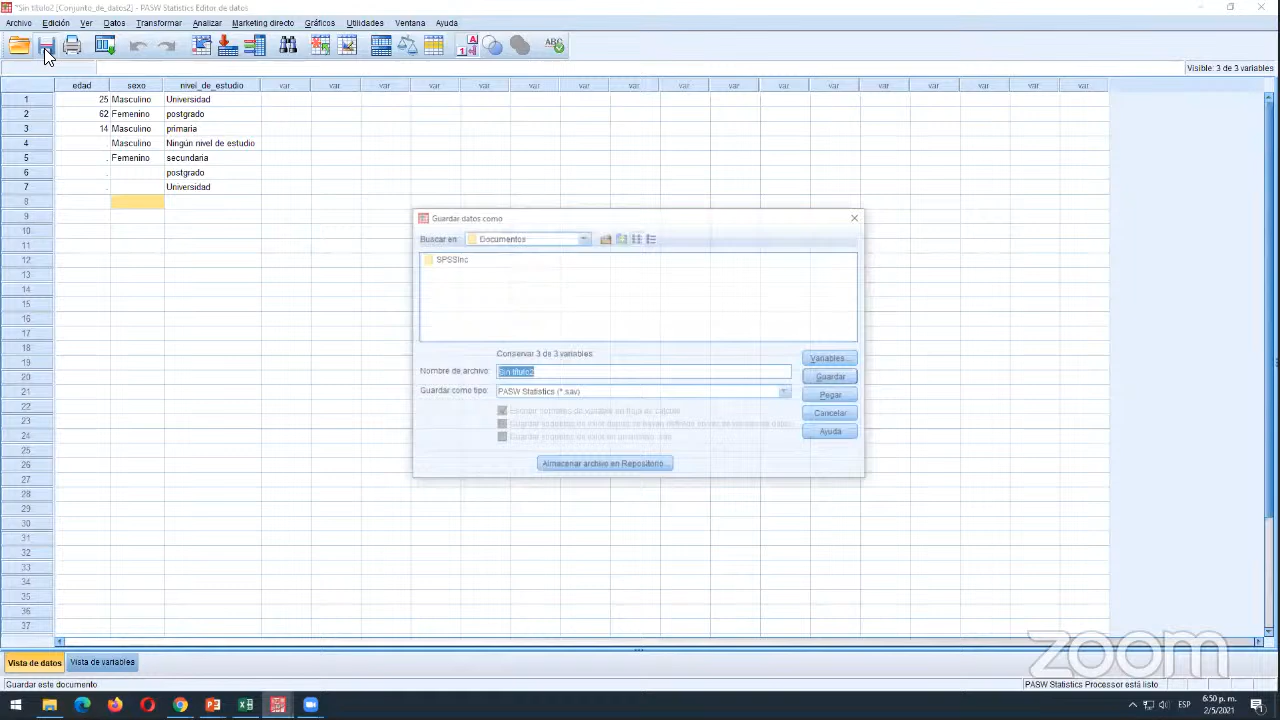 *Sin título2 [Conjunto_de_datos2] - PASW Statistics Editor de datos
Archivo Edición Ver Datos Transformar Analizar Marketing directo Gráficos Utilidades Ventana Ayuda
Visible: 3 de 3 variables
edad sexo nivel_de_estudio var var var var var var var var var var var var var var var var var
1 25 Masculino Universidad
2 62 Femenino postgrado
3 14 Masculino primaria
4 Masculino Ningún nivel de estudio
5 . Femenino secundaria
6 . postgrado
7 . Universidad
8
9
10
11
12
13
14
15
16
17
18
19
20
21
22
23
24
25
26
27
28
29
30
31
32
33
34
35
36
37
Guardar datos como
Buscar en: Documentos
SPSSInc
Conservar 3 de 3 variables
Variables...
Nombre de archivo: Sin título2
Guardar
Guardar como tipo: PASW Statistics (*.sav)
Pegar
Cancelar
Ayuda
Almacenar archivo en Repositorio...
zoom
Vista de datos Vista de variables
Guardar este documento
PASW Statistics Processor está listo
ESP
6:50 p. m.
2/5/2021